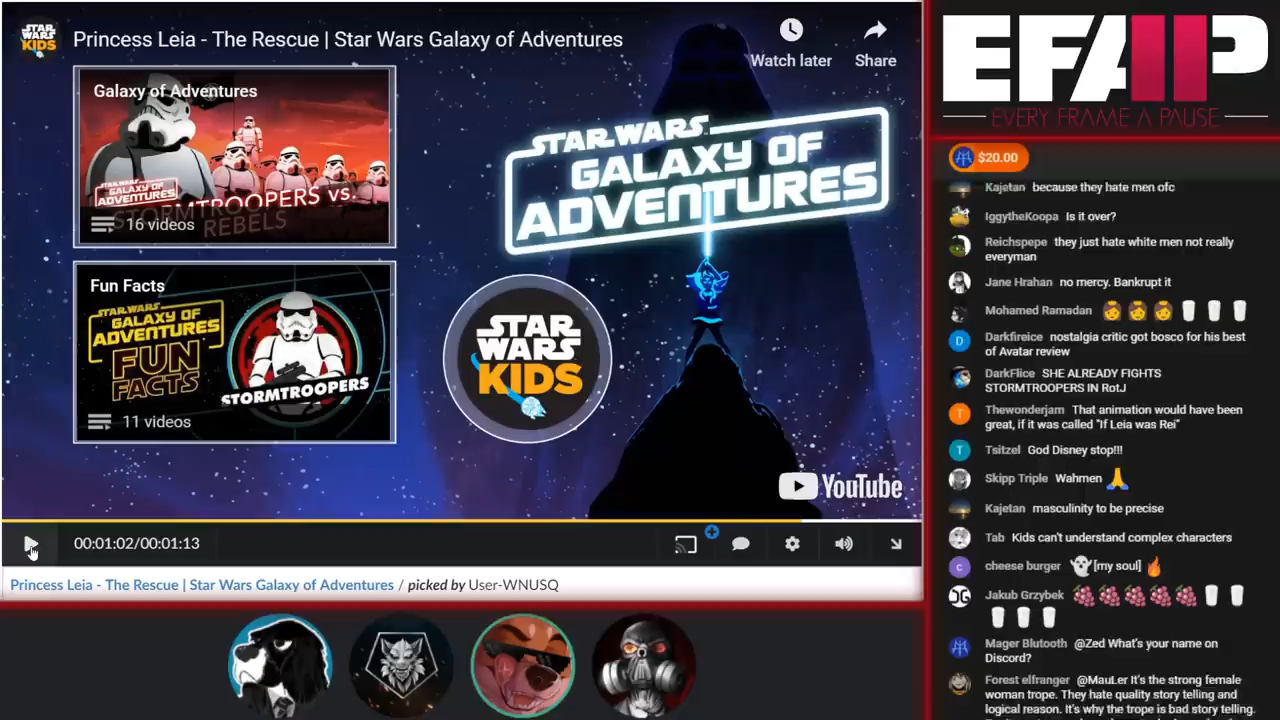 STAR WARS KIDS
Princess Leia - The Rescue | Star Wars Galaxy of Adventures
Watch later
Share
Galaxy of Adventures
STAR WARS
GALAXY OF
ADVENTURES
STORMTROOPERS VS.
REBELS
16 videos
Fun Facts
STAR WARS
GALAXY OF
ADVENTURES
FUN
FACTS
STORMTROOPERS
11 videos
STAR WARS
GALAXY OF
ADVENTURES
STAR
WARS
KIDS
YouTube
00:01:02/00:01:13
Princess Leia - The Rescue | Star Wars Galaxy of Adventures / picked by User-WNUSQ
EFAP
EVERY FRAME A PAUSE
$20.00
Kajetan because they hate men ofc
IggytheKoopa Is it over?
Reichspepe they just hate white men not really
everyman
Jane Hrahan no mercy. Bankrupt it
Mohamed Ramadan 👩👩👩🥛🥛🥛
D
Darkfireice nostalgia critic got bosco for his best
of Avatar review
DarkFlice SHE ALREADY FIGHTS
STORMTROOPERS IN RotJ
T
Thewonderjam That animation would have been
great, if it was called "If Leia was Rei"
T
Tsitzel God Disney stop!!!
Skipp Triple Wahmen 🙏
Kajetan masculinity to be precise
Tab Kids can't understand complex characters
c
cheese burger 👻[my soul] 🔥
Jakub Grzybek 🍇🍇🍇🍇🍇🥛🥛
🥛🥛🥛
Mager Blutooth @Zed What's your name on
Discord?
Forest elfranger @MauLer It's the strong female
woman trope. They hate quality story telling and
logical reason. It's why the trope is bad story telling.